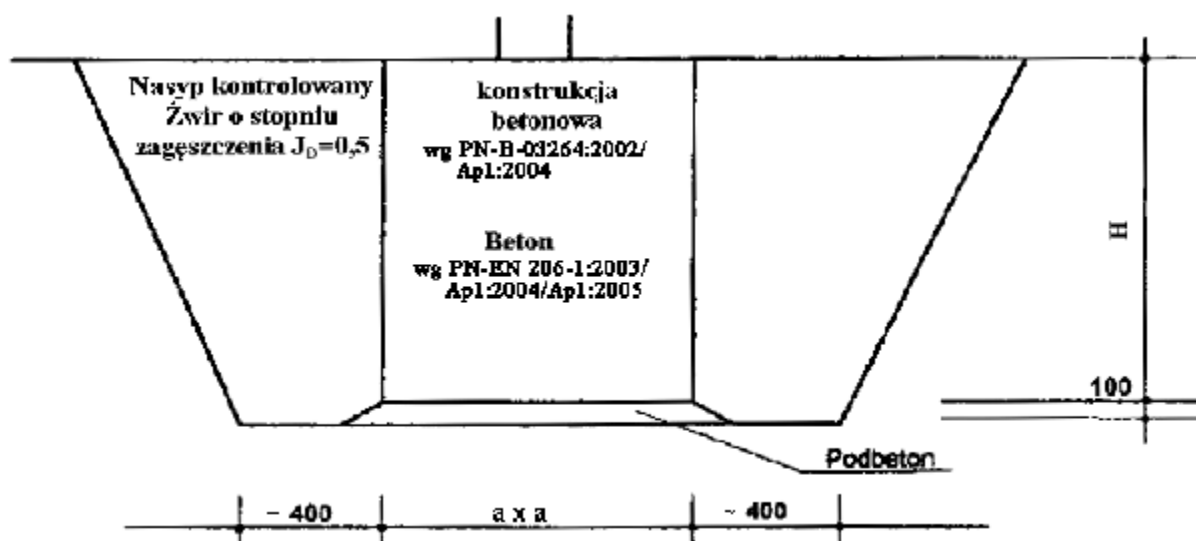 Nasyp kontrolowany
Żwir o stopniu
zagęszczenia J_D=0,5
konstrukcja
betonowa
wg PN-B-03264:2002/
Ap1:2004
Beton
wg PN-EN 206-1:2003/
Ap1:2004/Ap1:2005
H
100
Podbeton
~ 400
a x a
~ 400